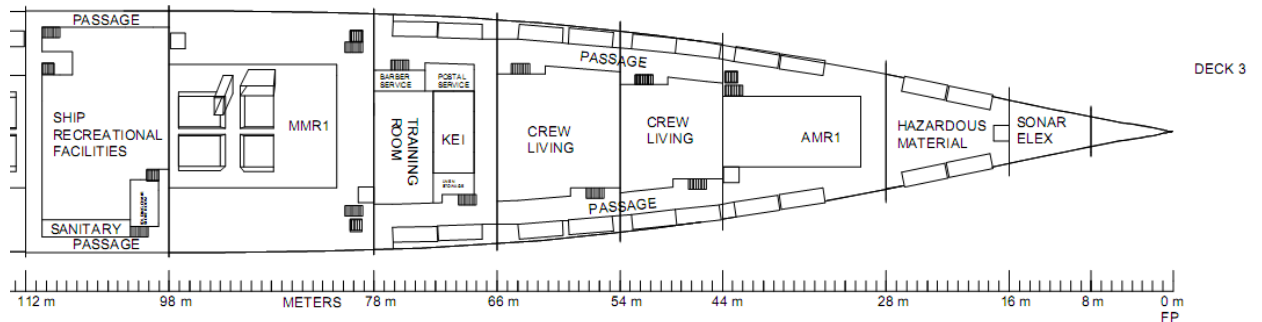 PASSAGE
DECK 3
PASSAGE
BARBER
SERVICE
POSTAL
SERVICE
SHIP
RECREATIONAL
FACILITIES
MMR1
TRAINING
ROOM
KEI
CREW
LIVING
CREW
LIVING
AMR1
HAZARDOUS
MATERIAL
SONAR
ELEX
SANITARY
PASSAGE
PASSAGE
112 m
98 m
METERS
78 m
66 m
54 m
44 m
28 m
16 m
8 m
0 m
FP